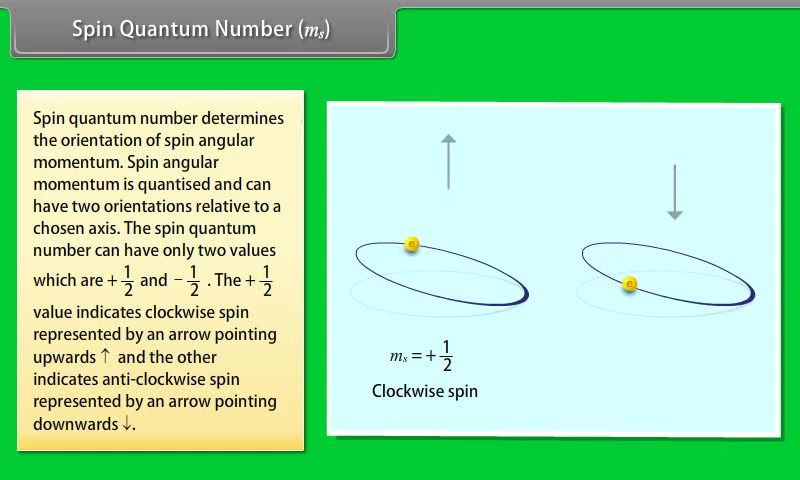 Spin Quantum Number (mₛ)
Spin quantum number determines
the orientation of spin angular
momentum. Spin angular
momentum is quantised and can
have two orientations relative to a
chosen axis. The spin quantum
number can have only two values
which are + 1/2 and − 1/2 . The + 1/2
value indicates clockwise spin
represented by an arrow pointing
upwards ↑ and the other
indicates anti-clockwise spin
represented by an arrow pointing
downwards ↓.
e
e
mₛ = + 1/2
Clockwise spin